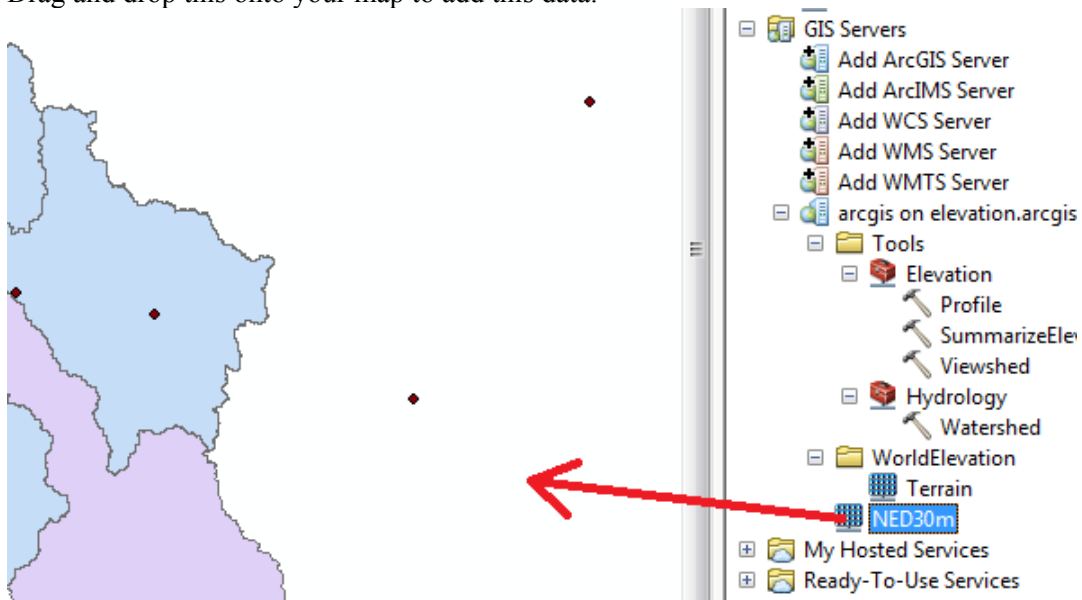 Drag and drop this onto your map to add this data.
GIS Servers
Add ArcGIS Server
Add ArcIMS Server
Add WCS Server
Add WMS Server
Add WMTS Server
arcgis on elevation.arcgis
Tools
Elevation
Profile
SummarizeElev
Viewshed
Hydrology
Watershed
WorldElevation
Terrain
NED30m
My Hosted Services
Ready-To-Use Services